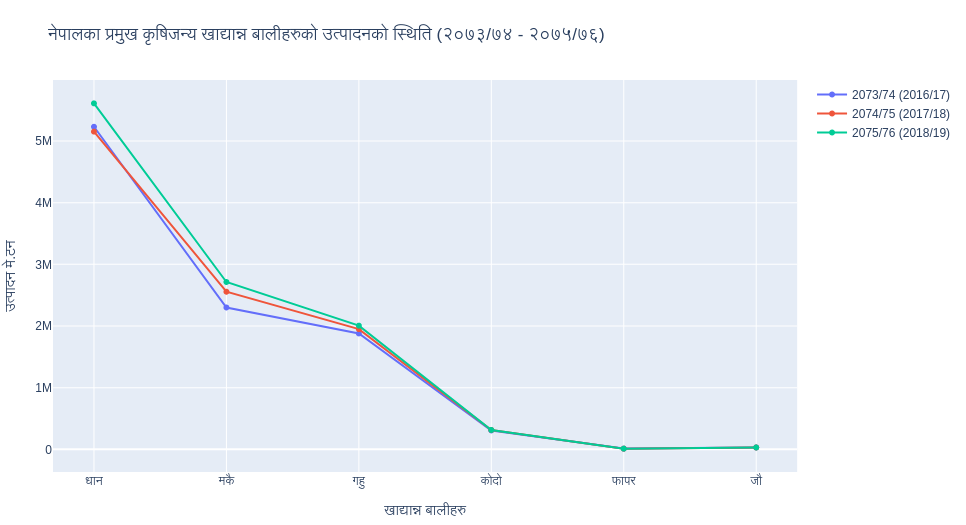 नेपालका प्रमुख कृषिजन्य खाद्यान्न बालीहरुको उत्पादनको स्थिति (२०७३/७४ - २०७५/७६)
2073/74 (2016/17)
2074/75 (2017/18)
2075/76 (2018/19)
5M
4M
3M
2M
1M
0
उत्पादन मे.टन
धान
मकै
गहु
कोदो
फापर
जौ
खाद्यान्न बालीहरु